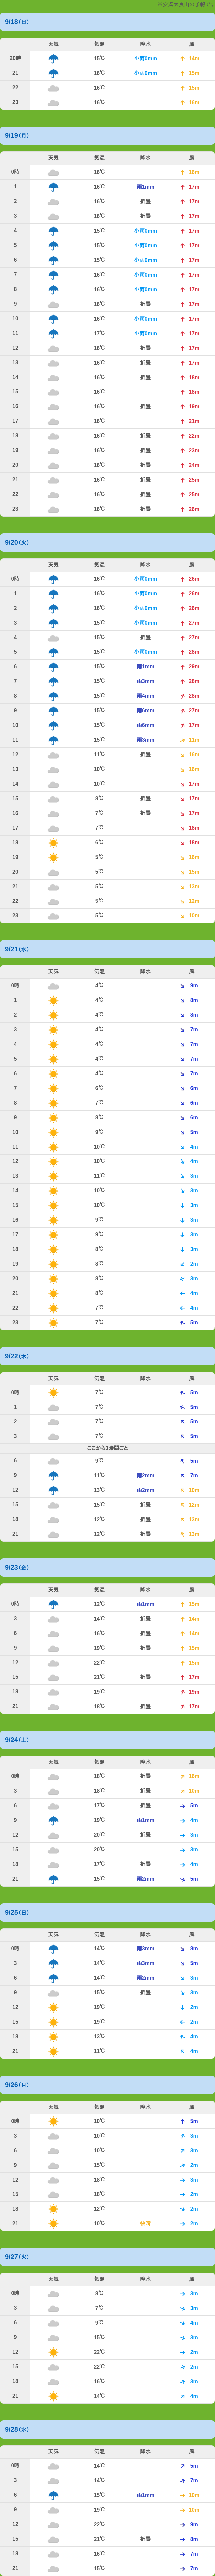 9/18(日)
天気 気温 降水 風
20時 15℃ 小雨0mm 14m
21 16℃ 小雨0mm 15m
22 16℃ 15m
23 16℃ 16m
9/19(月)
天気 気温 降水 風
0時 16℃ 16m
1 16℃ 雨1mm 17m
2 16℃ 折畳 17m
3 16℃ 折畳 17m
4 15℃ 小雨0mm 17m
5 15℃ 小雨0mm 17m
6 16℃ 小雨0mm 17m
7 16℃ 小雨0mm 17m
8 16℃ 小雨0mm 17m
9 16℃ 折畳 17m
10 16℃ 小雨0mm 17m
11 17℃ 小雨0mm 17m
12 16℃ 折畳 17m
13 16℃ 折畳 17m
14 16℃ 折畳 18m
15 16℃ 18m
16 16℃ 折畳 19m
17 16℃ 21m
18 16℃ 折畳 22m
19 16℃ 折畳 23m
20 16℃ 折畳 24m
21 16℃ 折畳 25m
22 16℃ 折畳 25m
23 16℃ 折畳 26m
9/20(火)
天気 気温 降水 風
0時 16℃ 小雨0mm 26m
1 16℃ 小雨0mm 26m
2 16℃ 小雨0mm 26m
3 15℃ 小雨0mm 27m
4 15℃ 折畳 27m
5 16℃ 小雨0mm 28m
6 15℃ 雨1mm 29m
7 15℃ 雨3mm 28m
8 15℃ 雨4mm 28m
9 15℃ 雨6mm 27m
10 15℃ 雨6mm 17m
11 15℃ 雨3mm 11m
12 11℃ 折畳 16m
13 10℃ 16m
14 10℃ 17m
15 8℃ 折畳 17m
16 7℃ 折畳 17m
17 7℃ 18m
18 6℃ 18m
19 5℃ 16m
20 5℃ 15m
21 5℃ 13m
22 5℃ 12m
23 5℃ 10m
9/21(水)
天気 気温 降水 風
0時 4℃ 9m
1 4℃ 8m
2 4℃ 8m
3 4℃ 7m
4 4℃ 7m
5 4℃ 7m
6 4℃ 7m
7 6℃ 6m
8 7℃ 6m
9 8℃ 6m
10 9℃ 5m
11 10℃ 4m
12 10℃ 4m
13 11℃ 3m
14 10℃ 3m
15 10℃ 3m
16 9℃ 3m
17 9℃ 3m
18 8℃ 3m
19 8℃ 2m
20 8℃ 3m
21 8℃ 4m
22 7℃ 4m
23 7℃ 5m
9/22(木)
天気 気温 降水 風
0時 7℃ 5m
1 7℃ 5m
2 7℃ 5m
3 7℃ 5m
ここから3時間ごと
6 9℃ 5m
9 11℃ 雨2mm 7m
12 13℃ 雨2mm 10m
15 15℃ 折畳 12m
18 12℃ 折畳 13m
21 12℃ 折畳 13m
9/23(金)
天気 気温 降水 風
0時 12℃ 雨1mm 15m
3 14℃ 折畳 14m
6 16℃ 折畳 14m
9 19℃ 折畳 15m
12 22℃ 15m
15 21℃ 折畳 17m
18 19℃ 19m
21 18℃ 折畳 17m
9/24(土)
天気 気温 降水 風
0時 18℃ 折畳 16m
3 18℃ 折畳 10m
6 17℃ 折畳 5m
9 19℃ 雨1mm 4m
12 20℃ 折畳 3m
15 20℃ 3m
18 17℃ 折畳 4m
21 15℃ 雨2mm 5m
9/25(日)
天気 気温 降水 風
0時 14℃ 雨3mm 8m
3 14℃ 雨3mm 5m
6 14℃ 雨2mm 3m
9 15℃ 折畳 3m
12 19℃ 2m
15 19℃ 2m
18 13℃ 4m
21 11℃ 4m
9/26(月)
天気 気温 降水 風
0時 10℃ 5m
3 10℃ 3m
6 10℃ 3m
9 15℃ 2m
12 18℃ 3m
15 18℃ 2m
18 12℃ 2m
21 10℃ 快適 2m
9/27(火)
天気 気温 降水 風
0時 8℃ 3m
3 7℃ 3m
6 9℃ 4m
9 15℃ 3m
12 22℃ 2m
15 22℃ 2m
18 16℃ 3m
21 14℃ 4m
9/28(水)
天気 気温 降水 風
0時 14℃ 5m
3 14℃ 7m
6 15℃ 雨1mm 10m
9 19℃ 10m
12 22℃ 9m
15 21℃ 折畳 8m
18 16℃ 7m
21 15℃ 7m